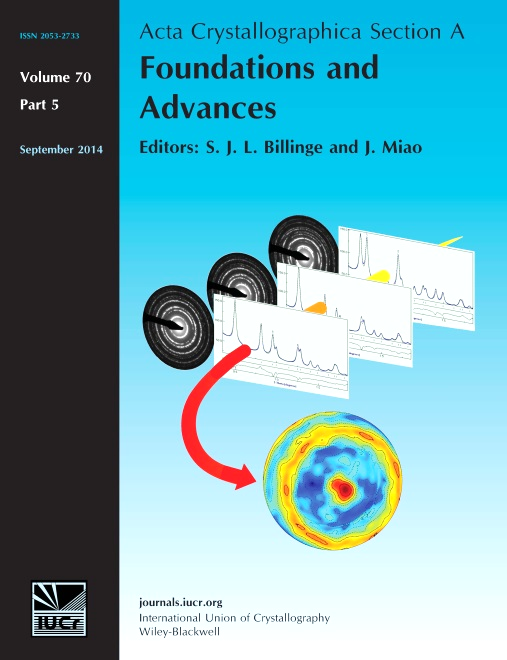 ISSN 2053-2733
Volume 70
Part 5
September 2014
Acta Crystallographica Section A
Foundations and
Advances
Editors: S. J. L. Billinge and J. Miao
IUCr
journals.iucr.org
International Union of Crystallography
Wiley-Blackwell